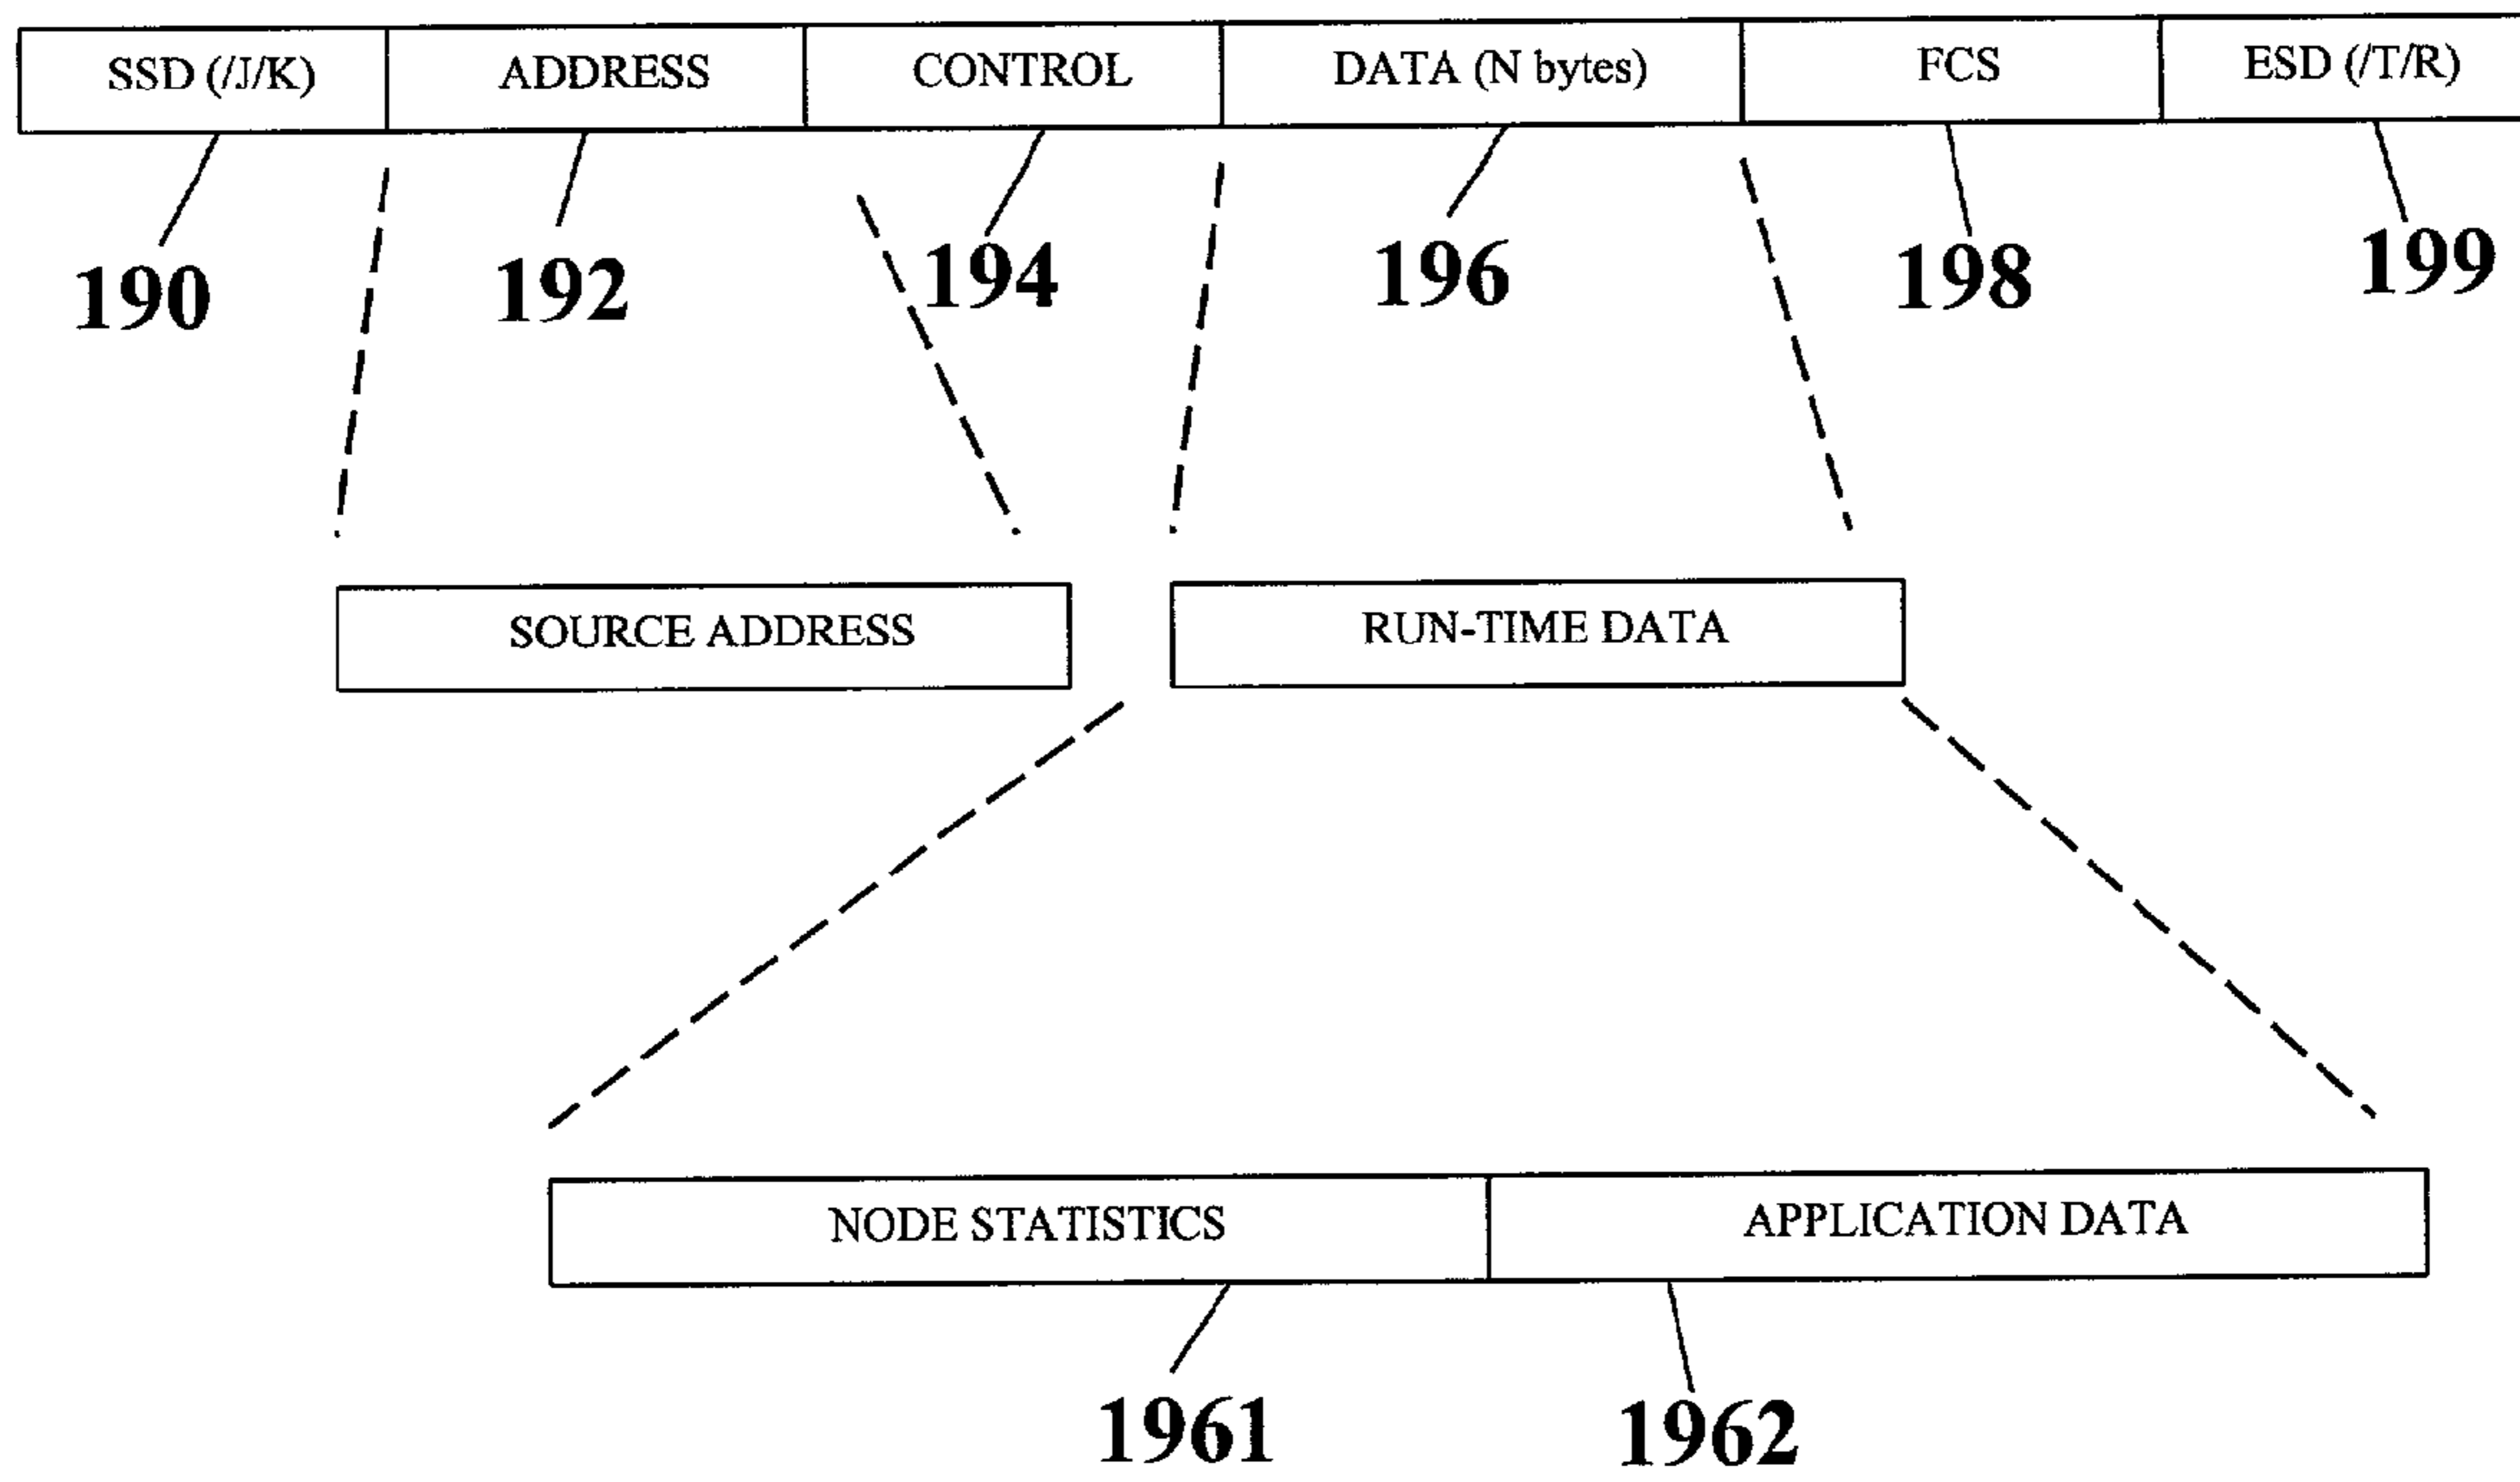 SSD (/J/K) ADDRESS CONTROL DATA (N bytes) FCS ESD (/T/R)
190 192 194 196 198 199
SOURCE ADDRESS RUN-TIME DATA
NODE STATISTICS APPLICATION DATA
1961 1962